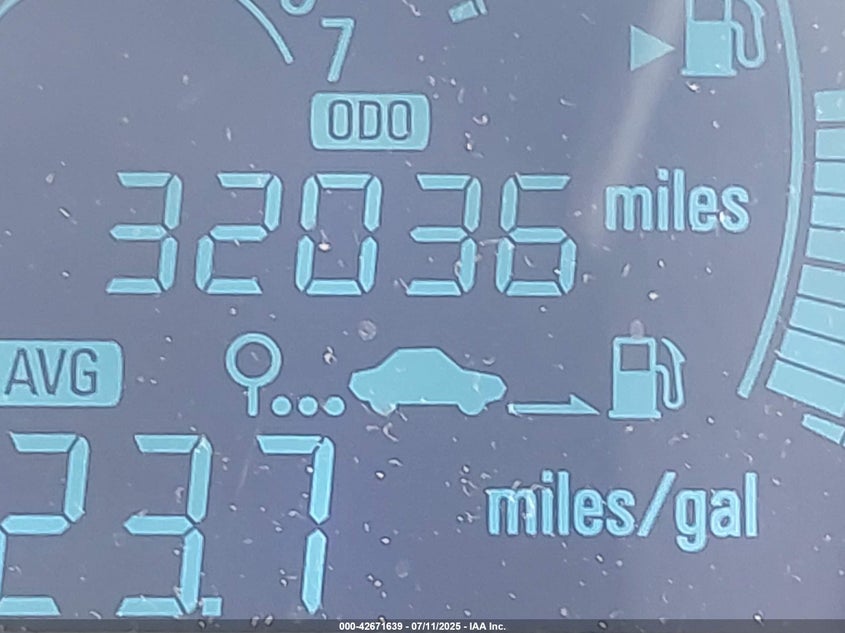 7
ODO
32036 miles
AVG
23.7 miles/gal
000-42671639 - 07/11/2025 - IAA Inc.